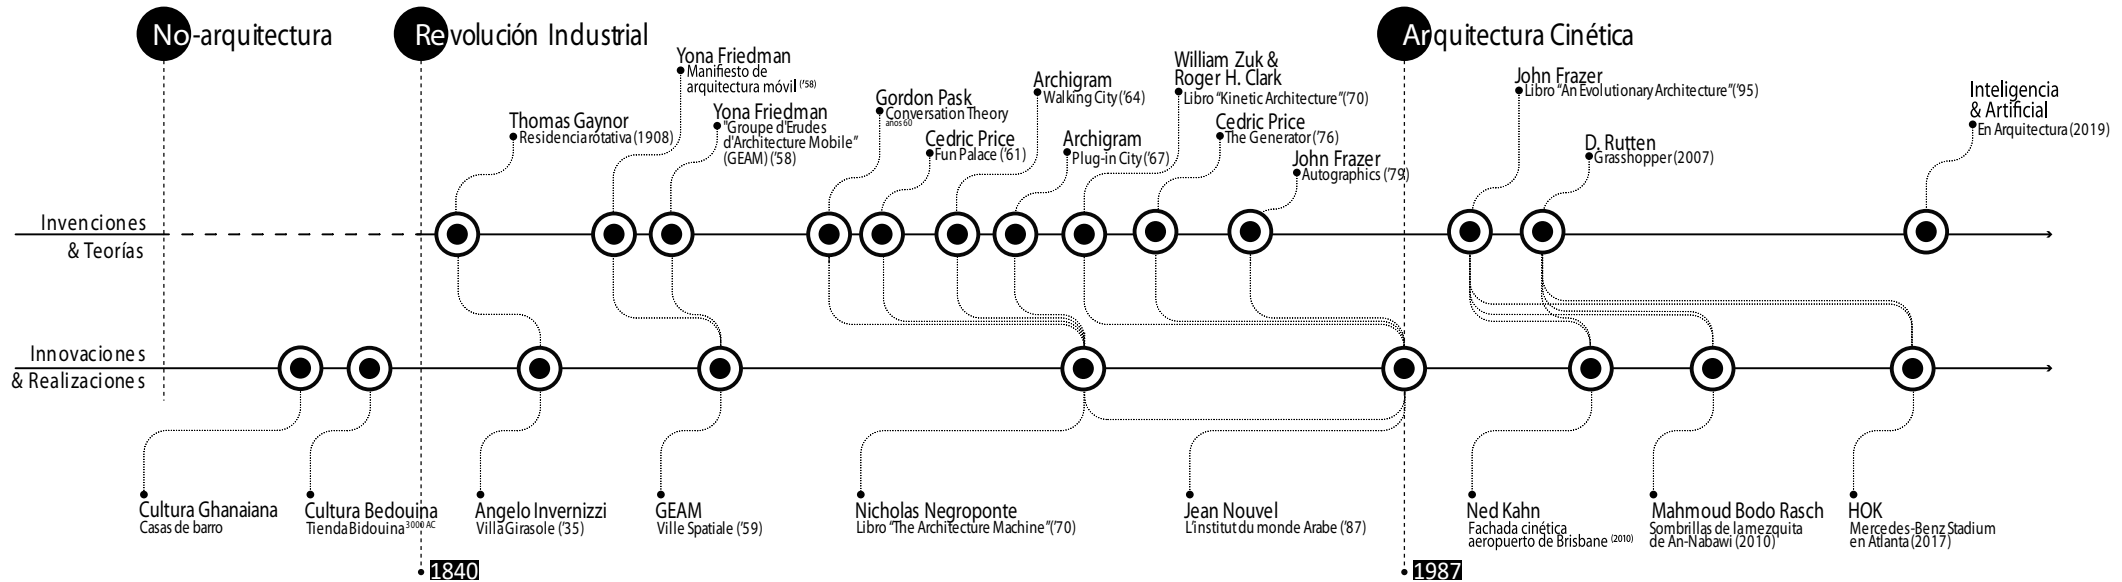 No-arquitectura
Revolución Industrial
Arquitectura Cinética
Thomas Gaynor
Residencia rotativa (1908)
Yona Friedman
Manifiesto de
arquitectura móvil ('58)
Yona Friedman
"Groupe d'Erudes
d'Architecture Mobile"
(GEAM) ('58)
Gordon Pask
Conversation Theory
anos 60
Cedric Price
Fun Palace ('61)
Archigram
Walking City ('64)
Archigram
Plug-in City ('67)
William Zuk &
Roger H. Clark
Libro "Kinetic Architecture"('70)
Cedric Price
The Generator ('76)
John Frazer
Autographics ('79)
John Frazer
Libro "An Evolutionary Architecture"('95)
D. Rutten
Grasshopper (2007)
Inteligencia
& Artificial
En Arquitectura (2019)
Invenciones
& Teorías
Innovaciones
& Realizaciones
Cultura Ghanaiana
Casas de barro
Cultura Bedouina
Tienda Bidouina 3000 AC
Angelo Invernizzi
Villa Girasole ('35)
GEAM
Ville Spatiale ('59)
Nicholas Negroponte
Libro "The Architecture Machine"('70)
Jean Nouvel
L'institut du monde Arabe ('87)
Ned Kahn
Fachada cinética
aeropuerto de Brisbane (2010)
Mahmoud Bodo Rasch
Sombrillas de la mezquita
de An-Nabawi (2010)
HOK
Mercedes-Benz Stadium
en Atlanta (2017)
1840
1987